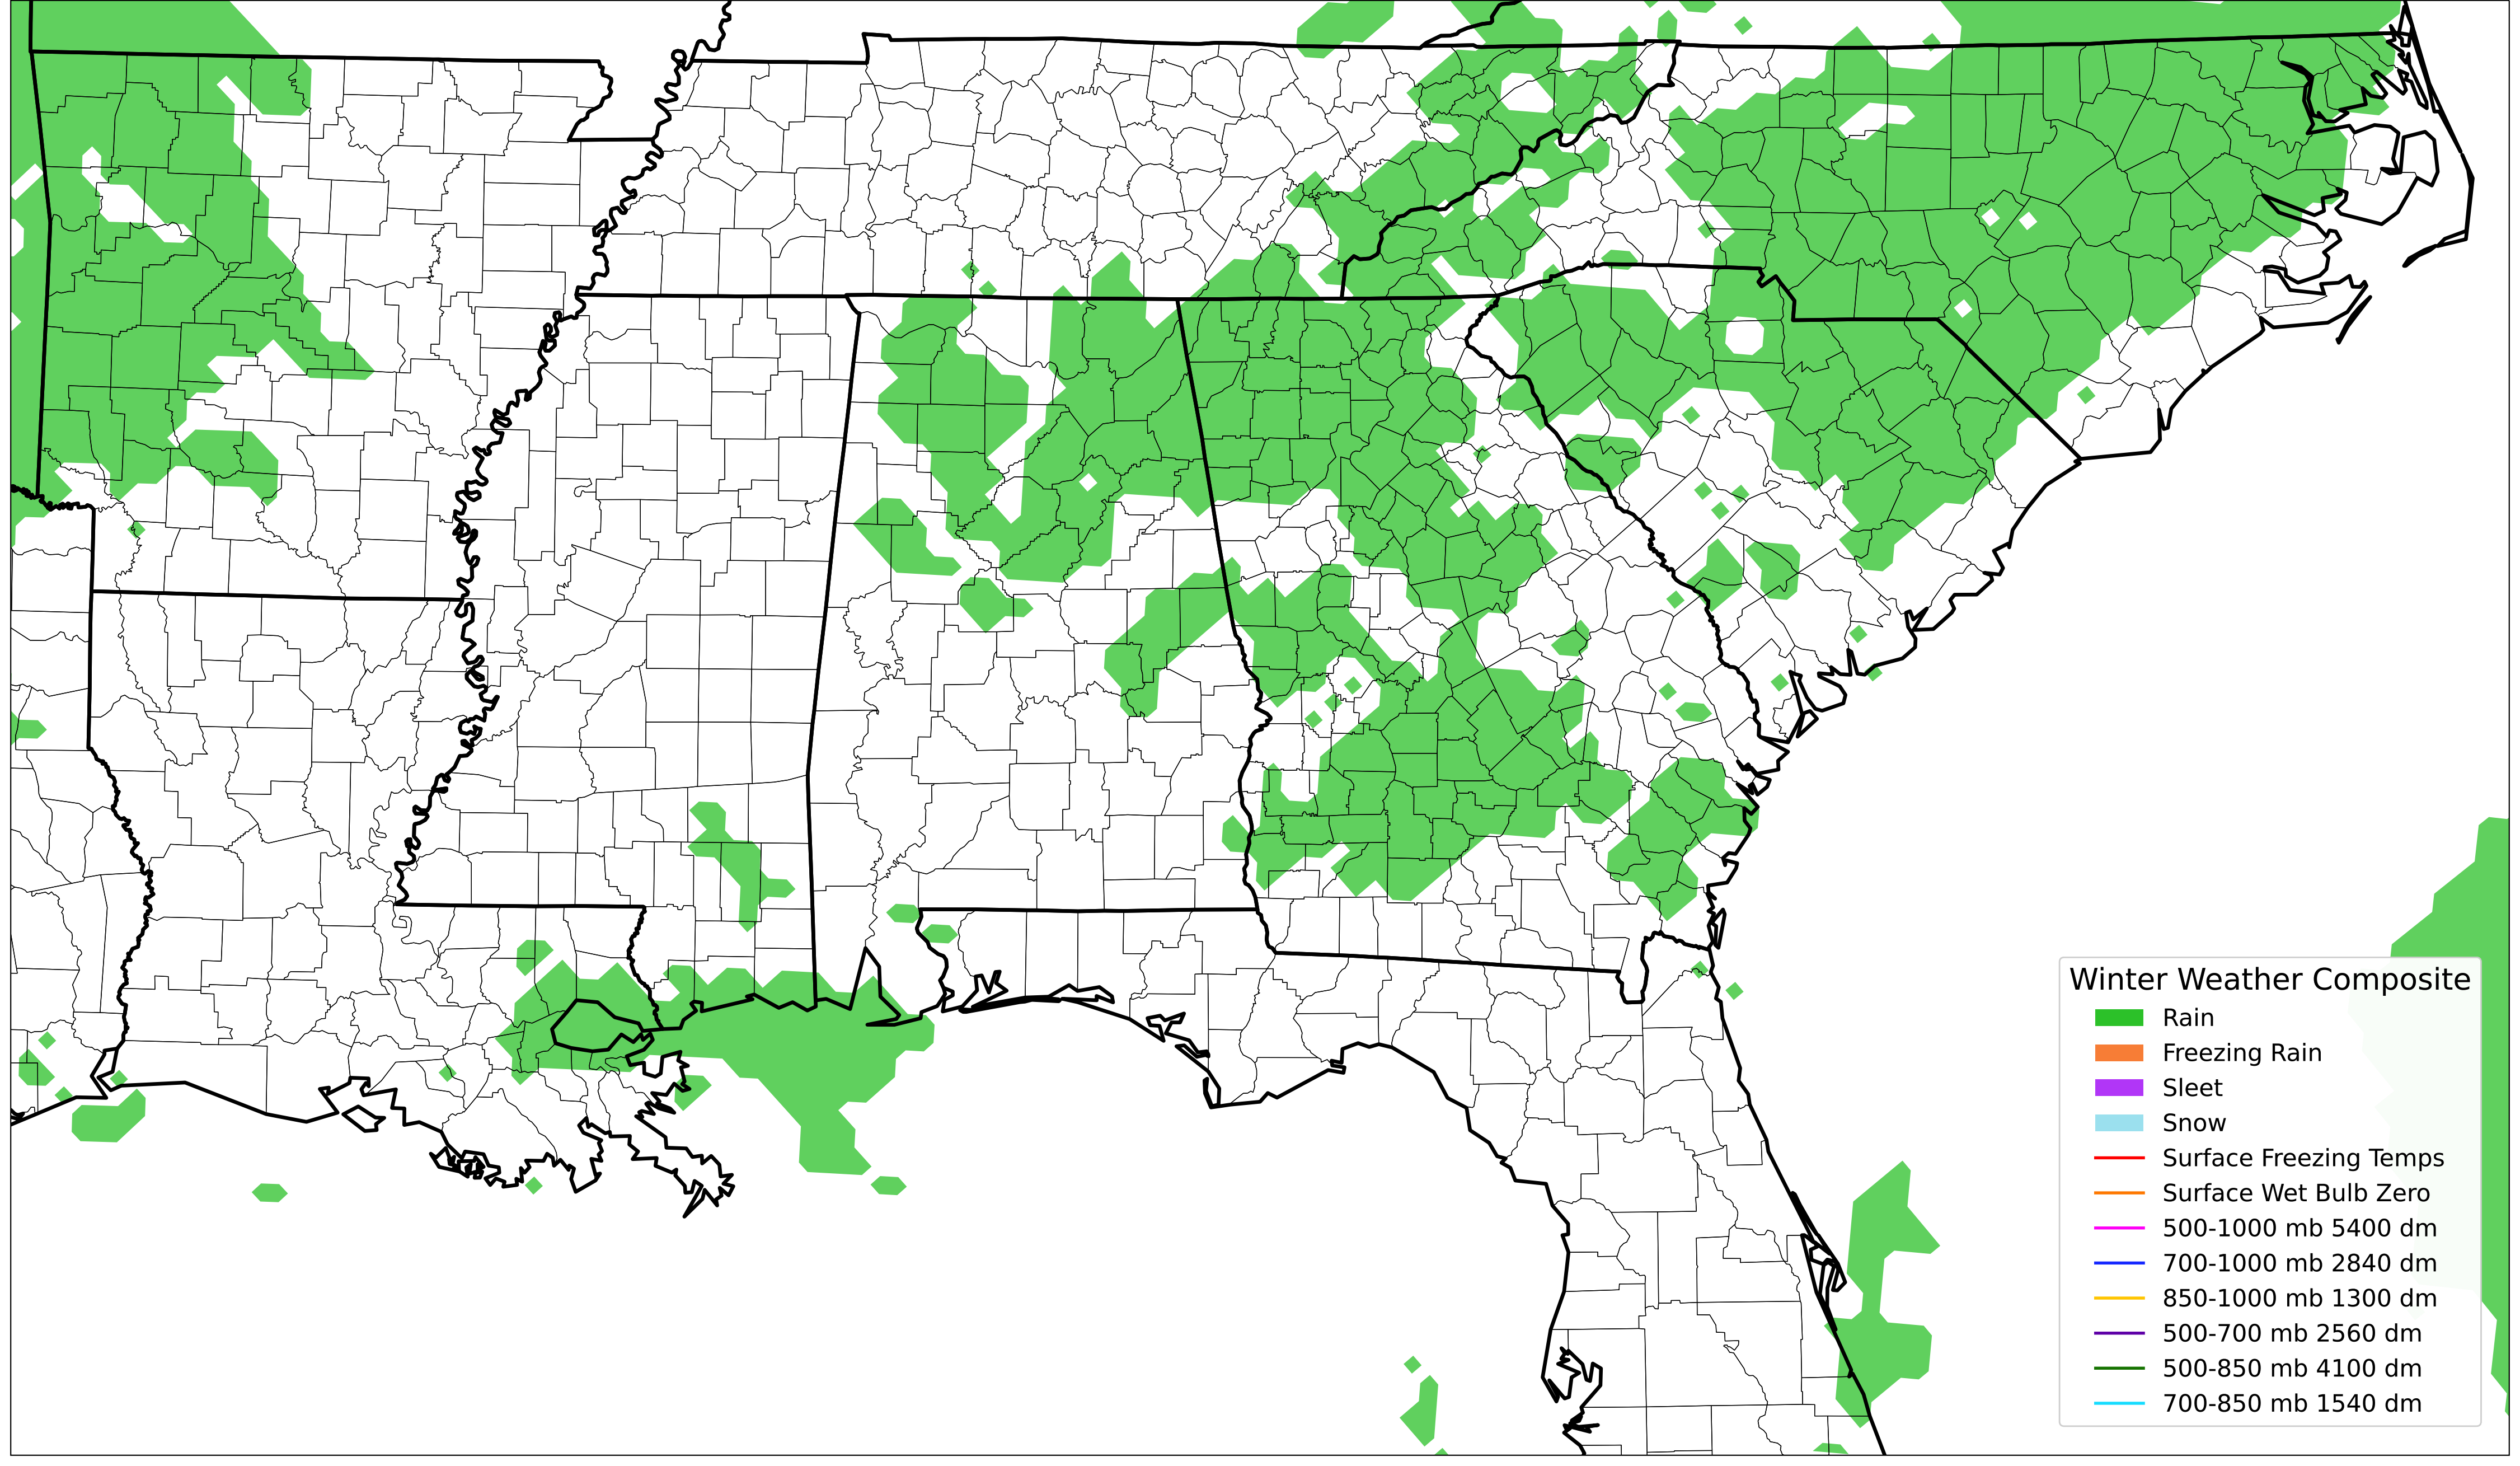 Winter Weather Composite
Rain
Freezing Rain
Sleet
Snow
Surface Freezing Temps
Surface Wet Bulb Zero
500-1000 mb 5400 dm
700-1000 mb 2840 dm
850-1000 mb 1300 dm
500-700 mb 2560 dm
500-850 mb 4100 dm
700-850 mb 1540 dm